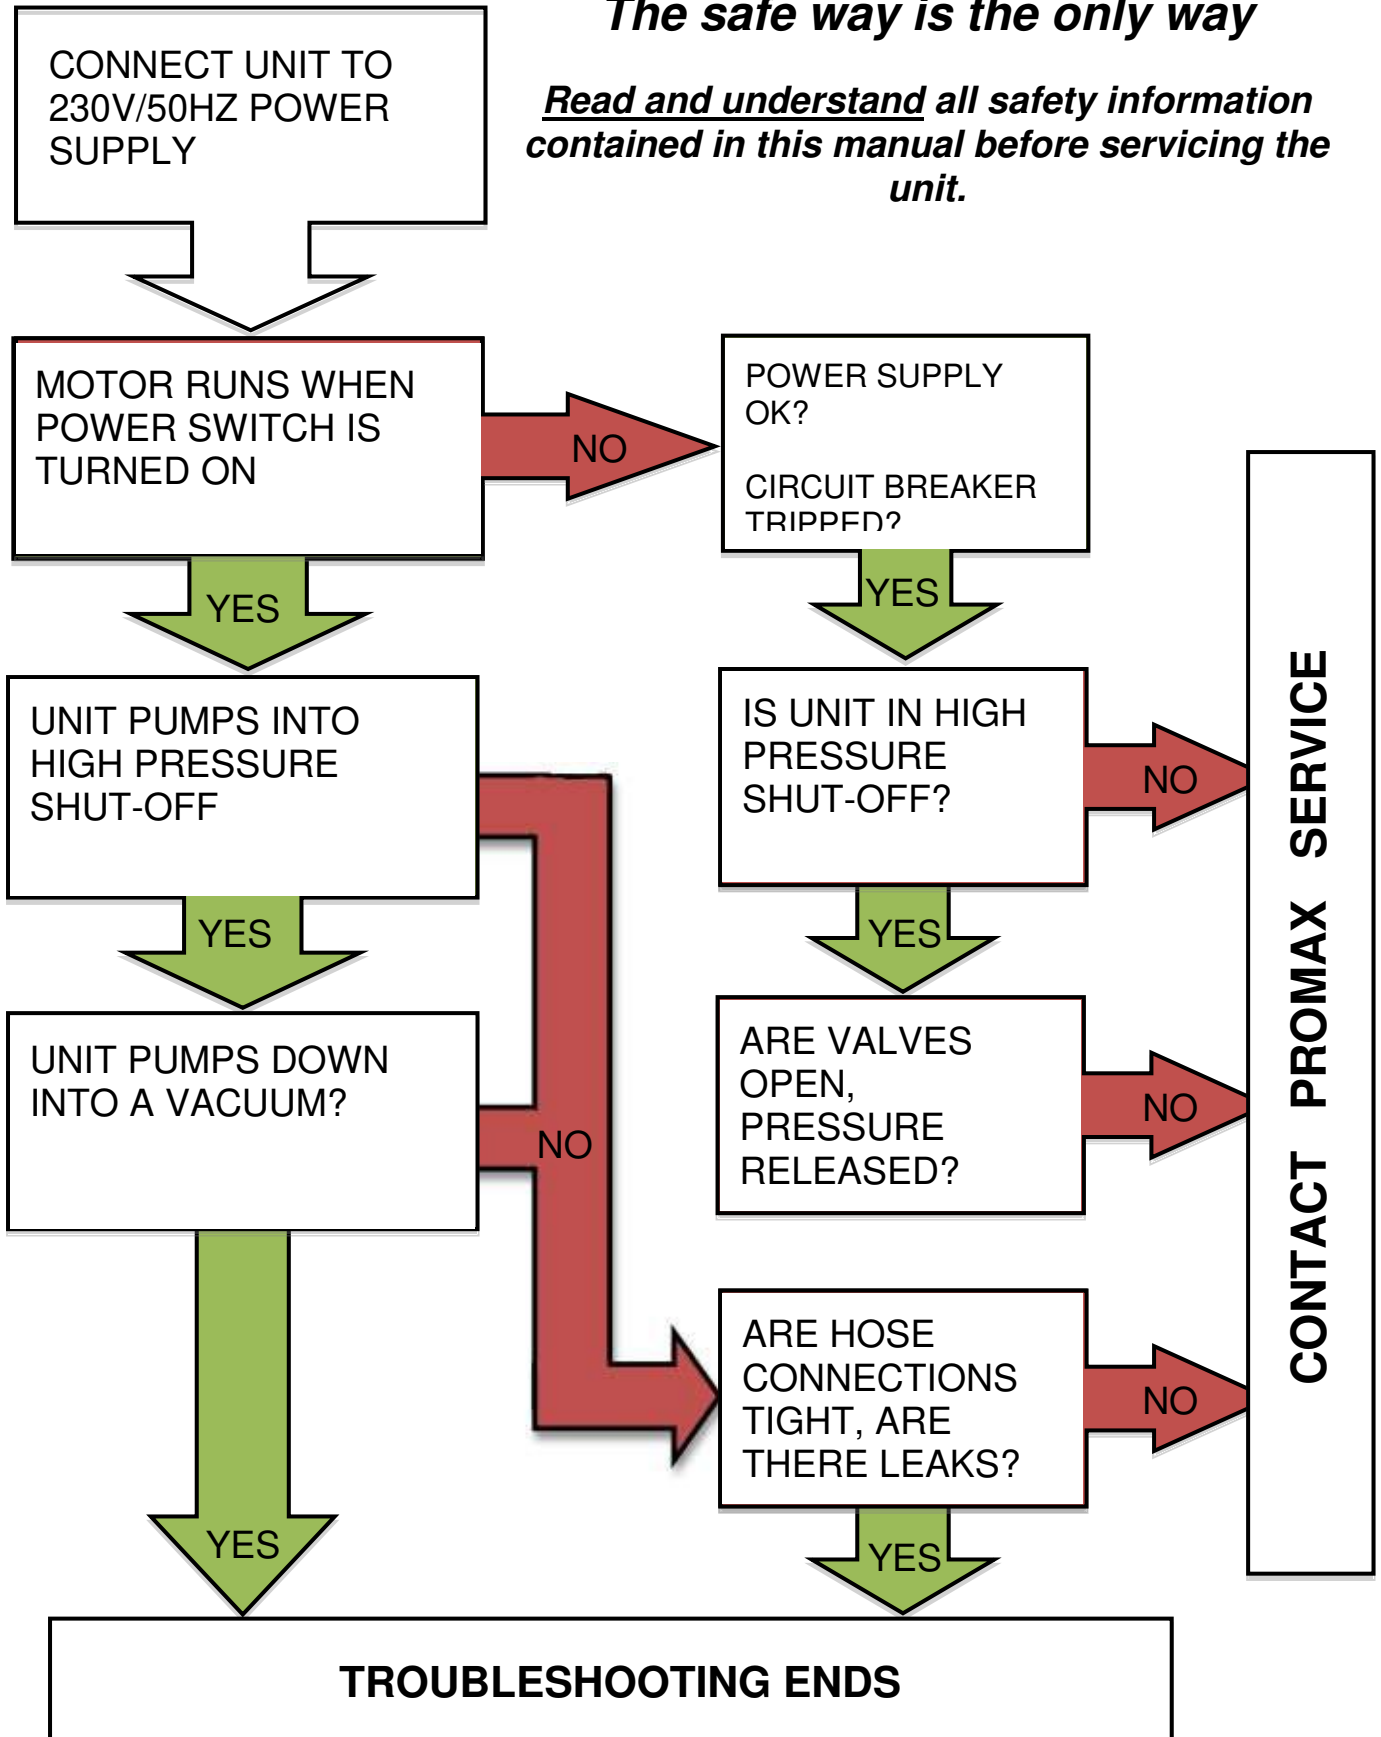 The safe way is the only way
Read and understand all safety information
contained in this manual before servicing the
unit.
CONNECT UNIT TO
230V/50HZ POWER
SUPPLY
MOTOR RUNS WHEN
POWER SWITCH IS
TURNED ON
NO
POWER SUPPLY
OK?
CIRCUIT BREAKER
TRIPPED?
YES
YES
UNIT PUMPS INTO
HIGH PRESSURE
SHUT-OFF
IS UNIT IN HIGH
PRESSURE
SHUT-OFF?
NO
YES
YES
UNIT PUMPS DOWN
INTO A VACUUM?
NO
ARE VALVES
OPEN,
PRESSURE
RELEASED?
NO
ARE HOSE
CONNECTIONS
TIGHT, ARE
THERE LEAKS?
NO
CONTACT PROMAX SERVICE
YES
YES
TROUBLESHOOTING ENDS